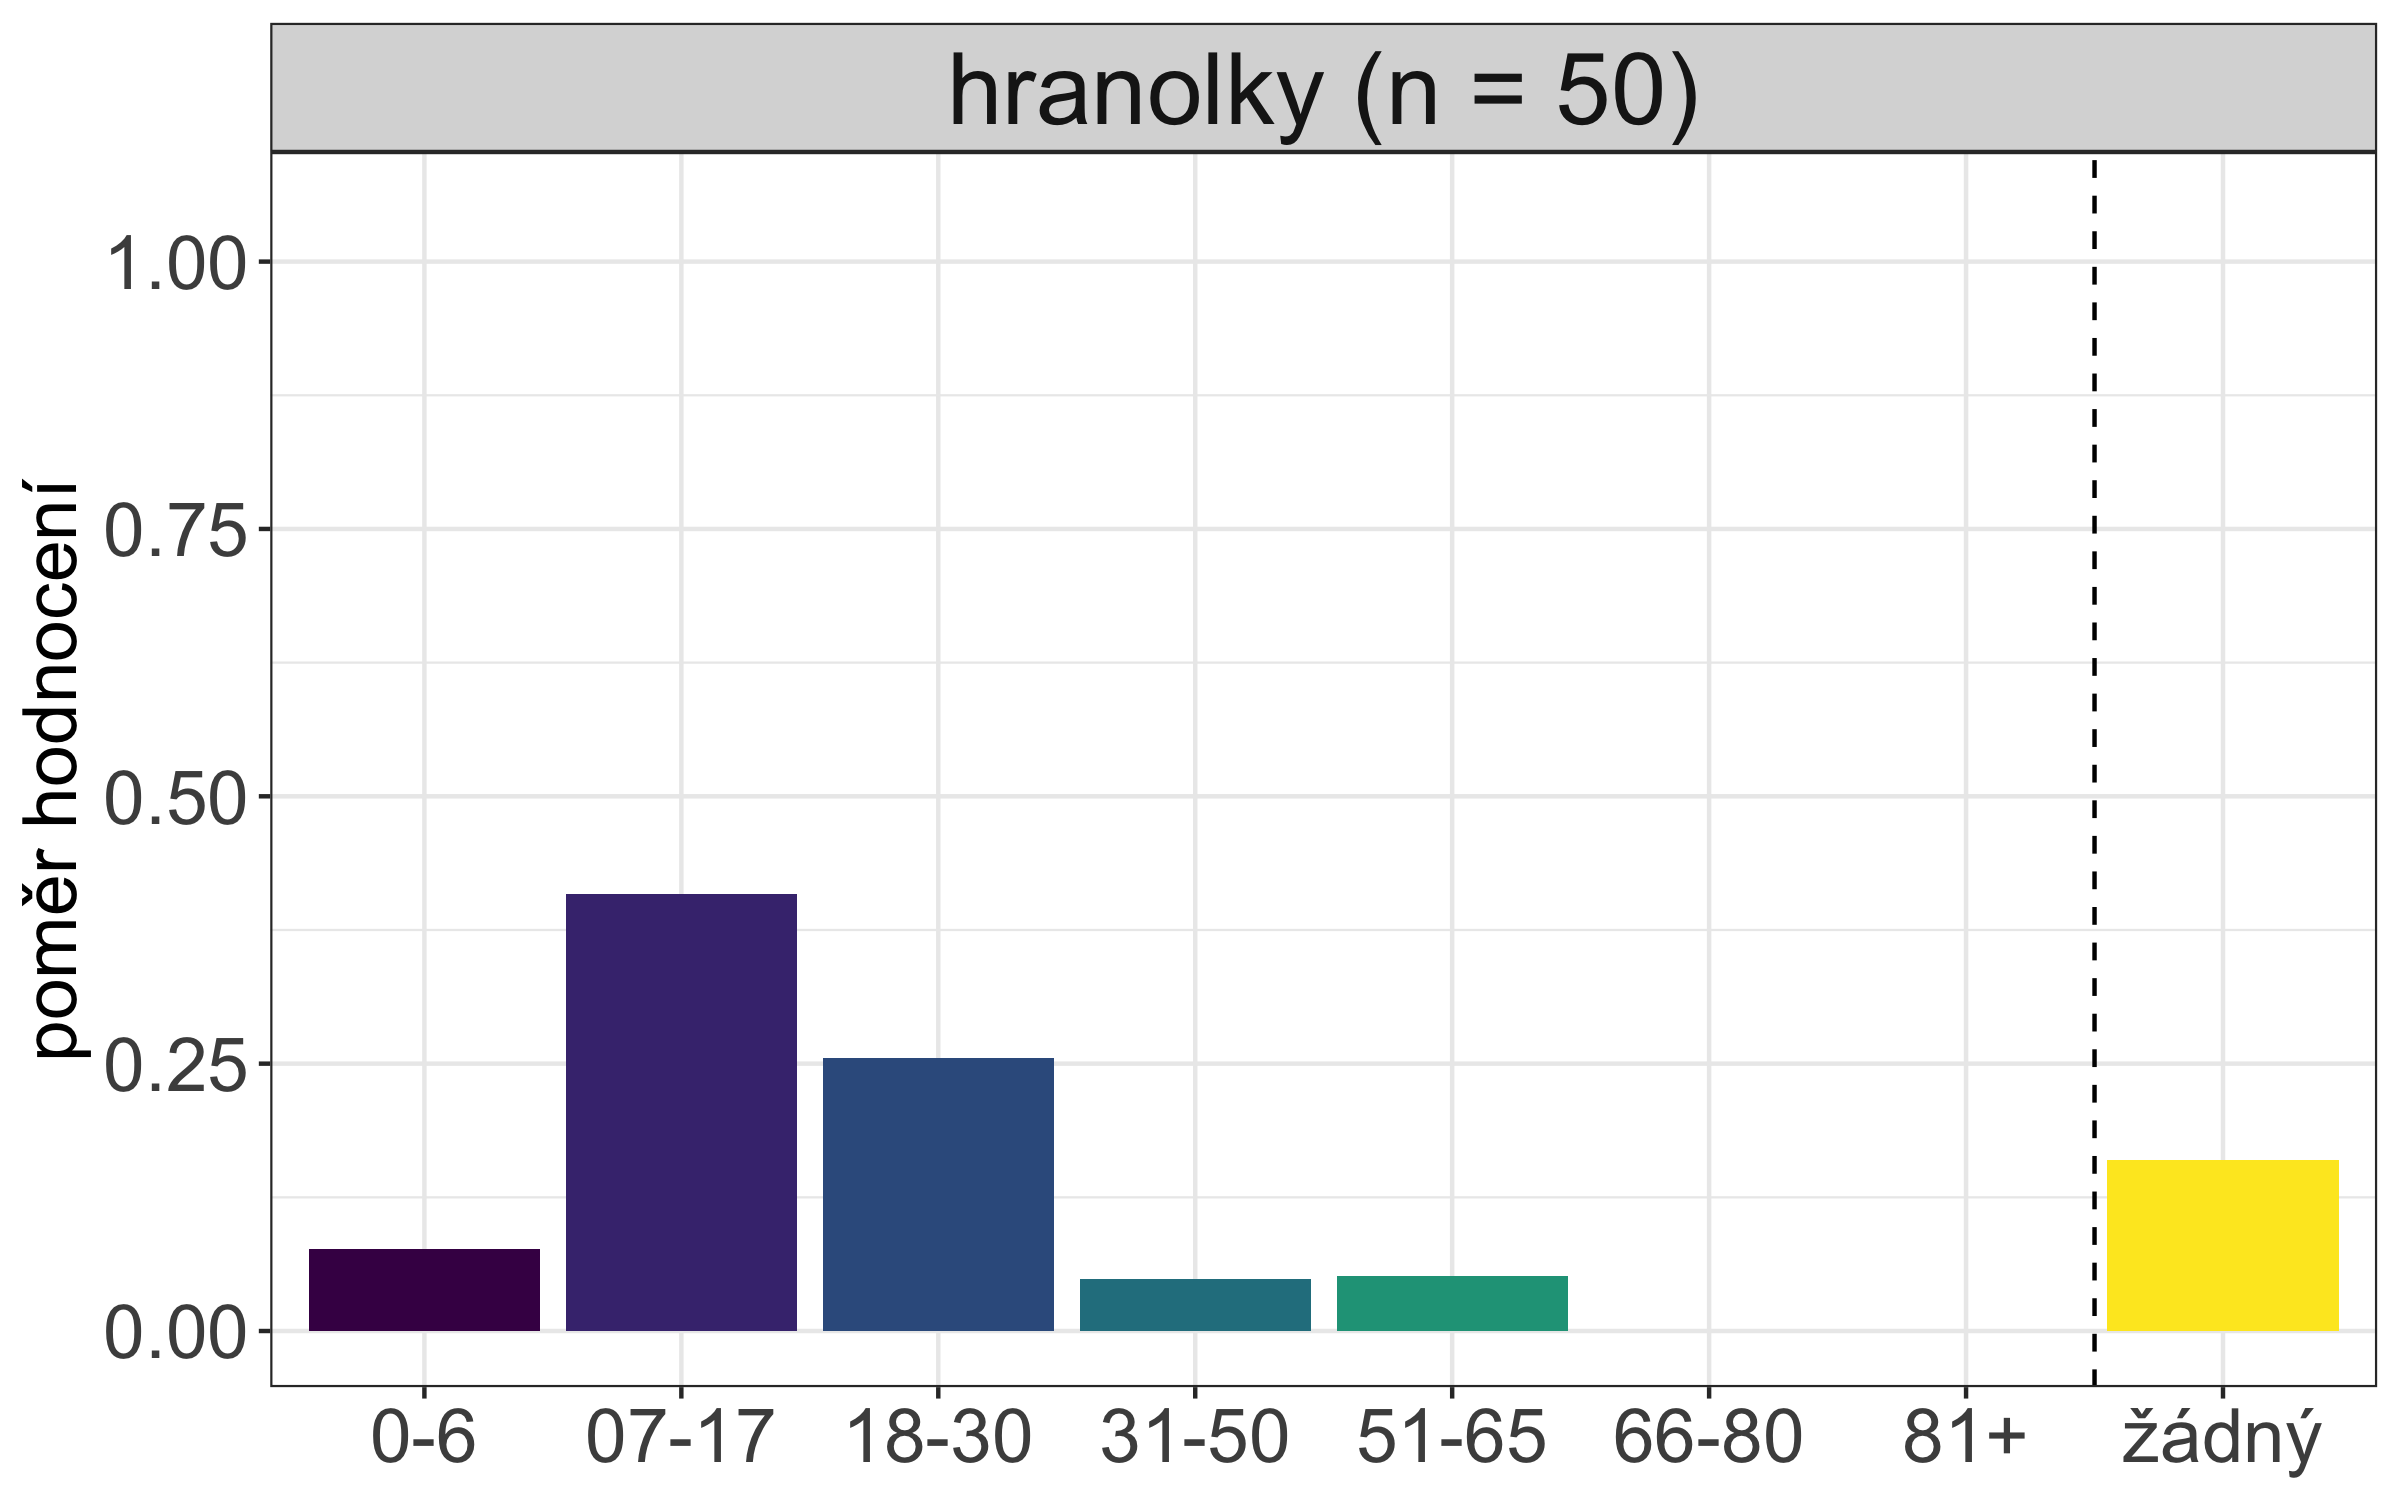 hranolky (n = 50)
poměr hodnocení
1.00
0.75
0.50
0.25
0.00
0-6 07-17 18-30 31-50 51-65 66-80 81+ žádný